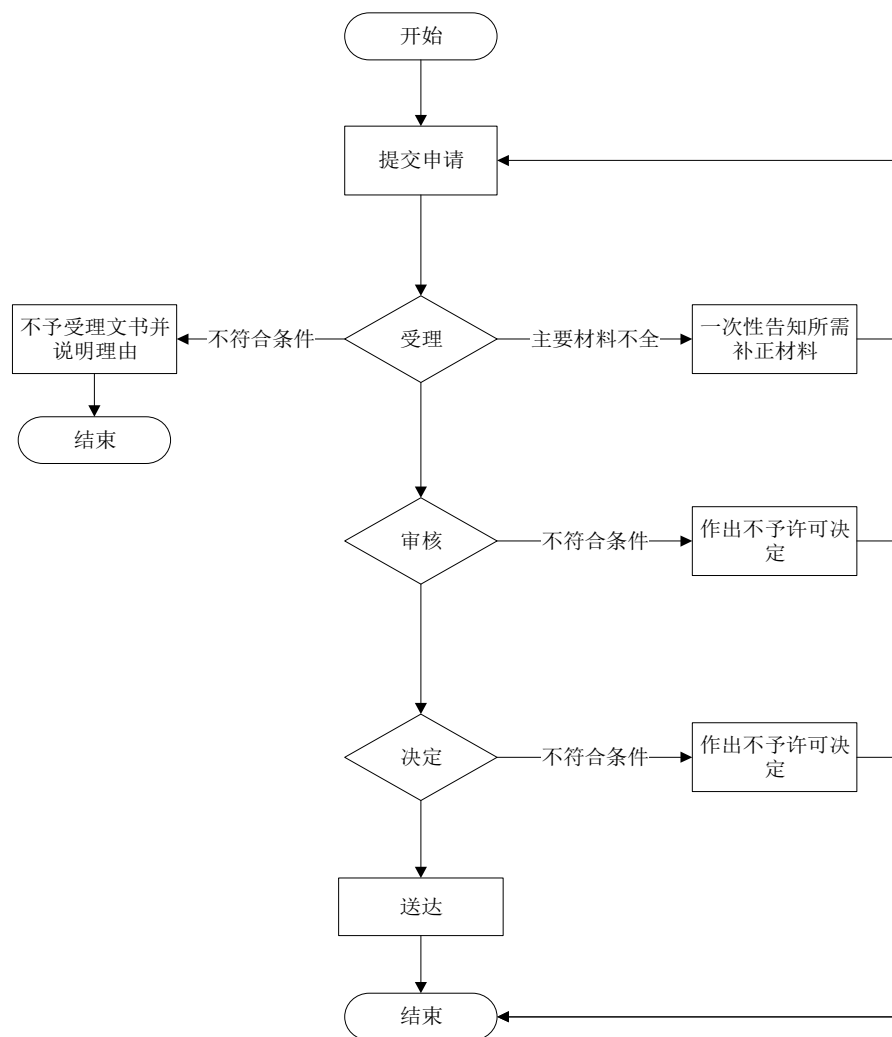 开始
提交申请
不予受理文书并
说明理由
不符合条件
受理
主要材料不全
一次性告知所需
补正材料
结束
审核
不符合条件
作出不予许可决
定
决定
不符合条件
作出不予许可决
定
送达
结束